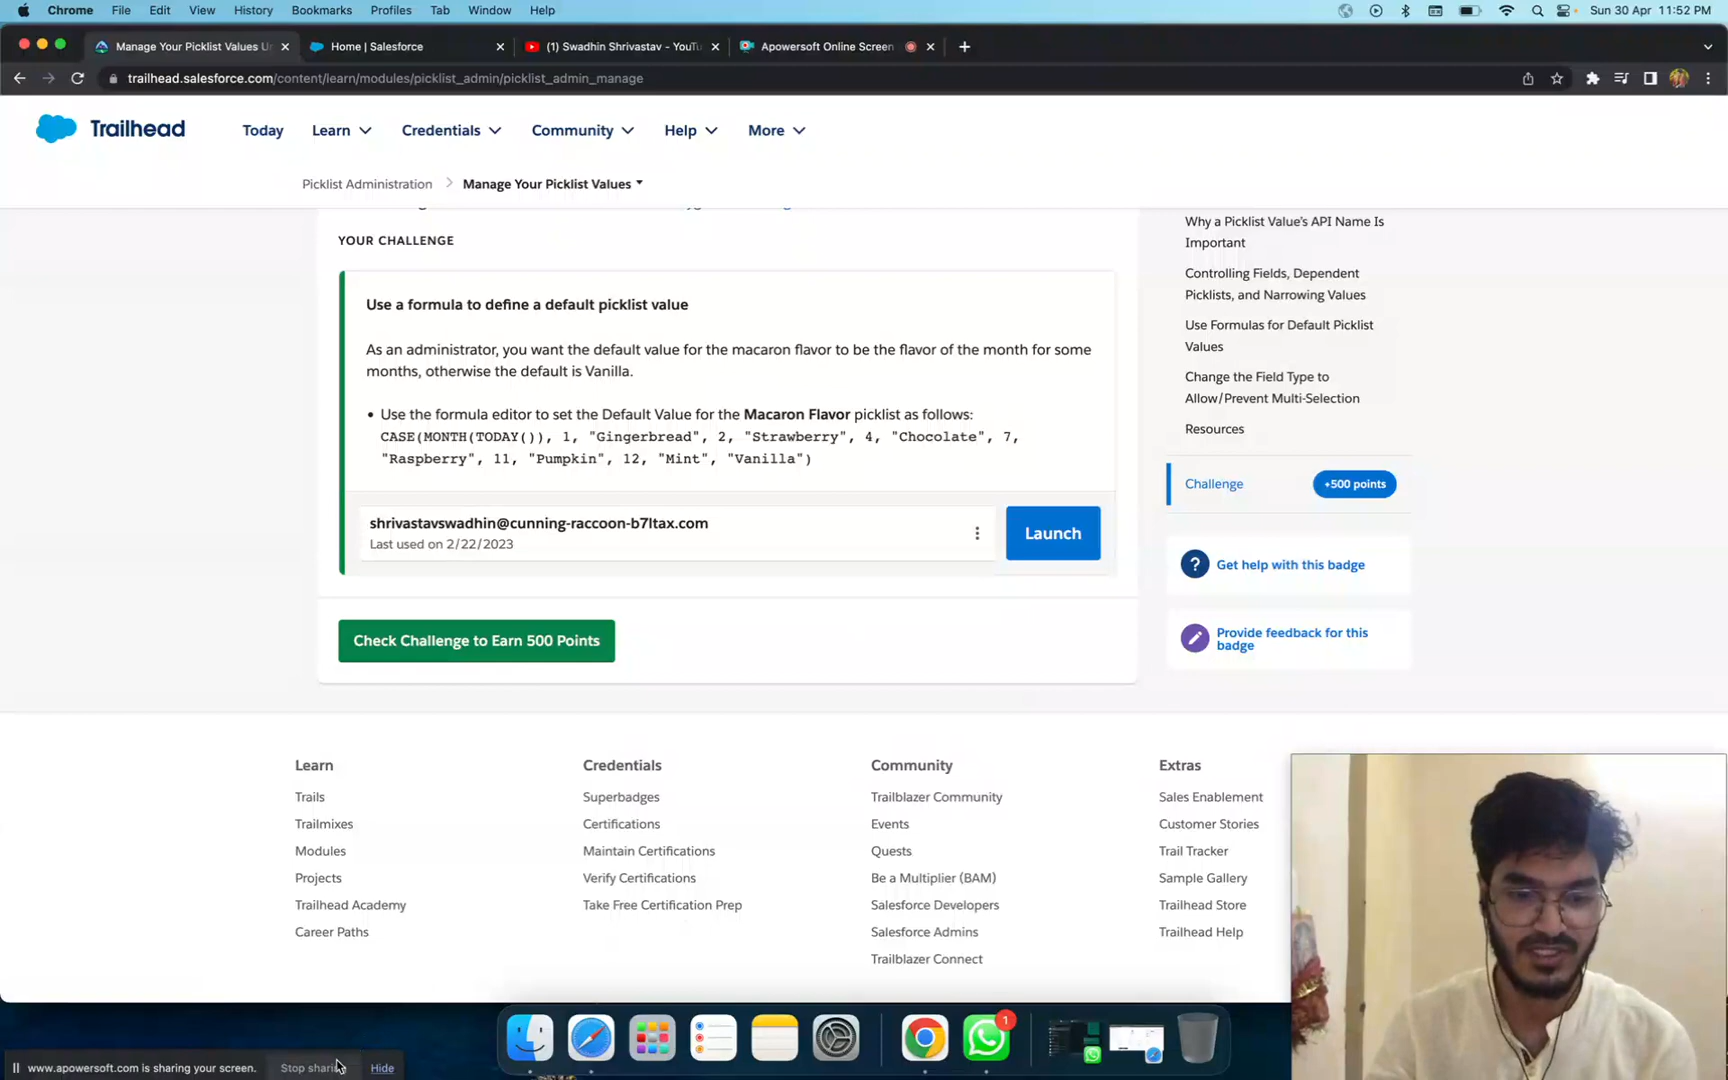 Chrome File Edit View History Bookmarks Profiles Tab Window Help Sun 30 Apr 11:52 PM
Manage Your Picklist Values Un Home | Salesforce (1) Swadhin Shrivastav - YouTu Apowersoft Online Screen
trailhead.salesforce.com/content/learn/modules/picklist_admin/picklist_admin_manage
Trailhead Today Learn Credentials Community Help More
Picklist Administration Manage Your Picklist Values
YOUR CHALLENGE
Use a formula to define a default picklist value
As an administrator, you want the default value for the macaron flavor to be the flavor of the month for some
months, otherwise the default is Vanilla.
• Use the formula editor to set the Default Value for the Macaron Flavor picklist as follows:
CASE(MONTH(TODAY()), 1, "Gingerbread", 2, "Strawberry", 4, "Chocolate", 7,
"Raspberry", 11, "Pumpkin", 12, "Mint", "Vanilla")
shrivastavswadhin@cunning-raccoon-b7ltax.com
Last used on 2/22/2023
Launch
Check Challenge to Earn 500 Points
Why a Picklist Value's API Name Is
Important
Controlling Fields, Dependent
Picklists, and Narrowing Values
Use Formulas for Default Picklist
Values
Change the Field Type to
Allow/Prevent Multi-Selection
Resources
Challenge +500 points
? Get help with this badge
Provide feedback for this
badge
Learn
Trails
Trailmixes
Modules
Projects
Trailhead Academy
Career Paths
Credentials
Superbadges
Certifications
Maintain Certifications
Verify Certifications
Take Free Certification Prep
Community
Trailblazer Community
Events
Quests
Be a Multiplier (BAM)
Salesforce Developers
Salesforce Admins
Trailblazer Connect
Extras
Sales Enablement
Customer Stories
Trail Tracker
Sample Gallery
Trailhead Store
Trailhead Help
1
www.apowersoft.com is sharing your screen. Stop sharing Hide